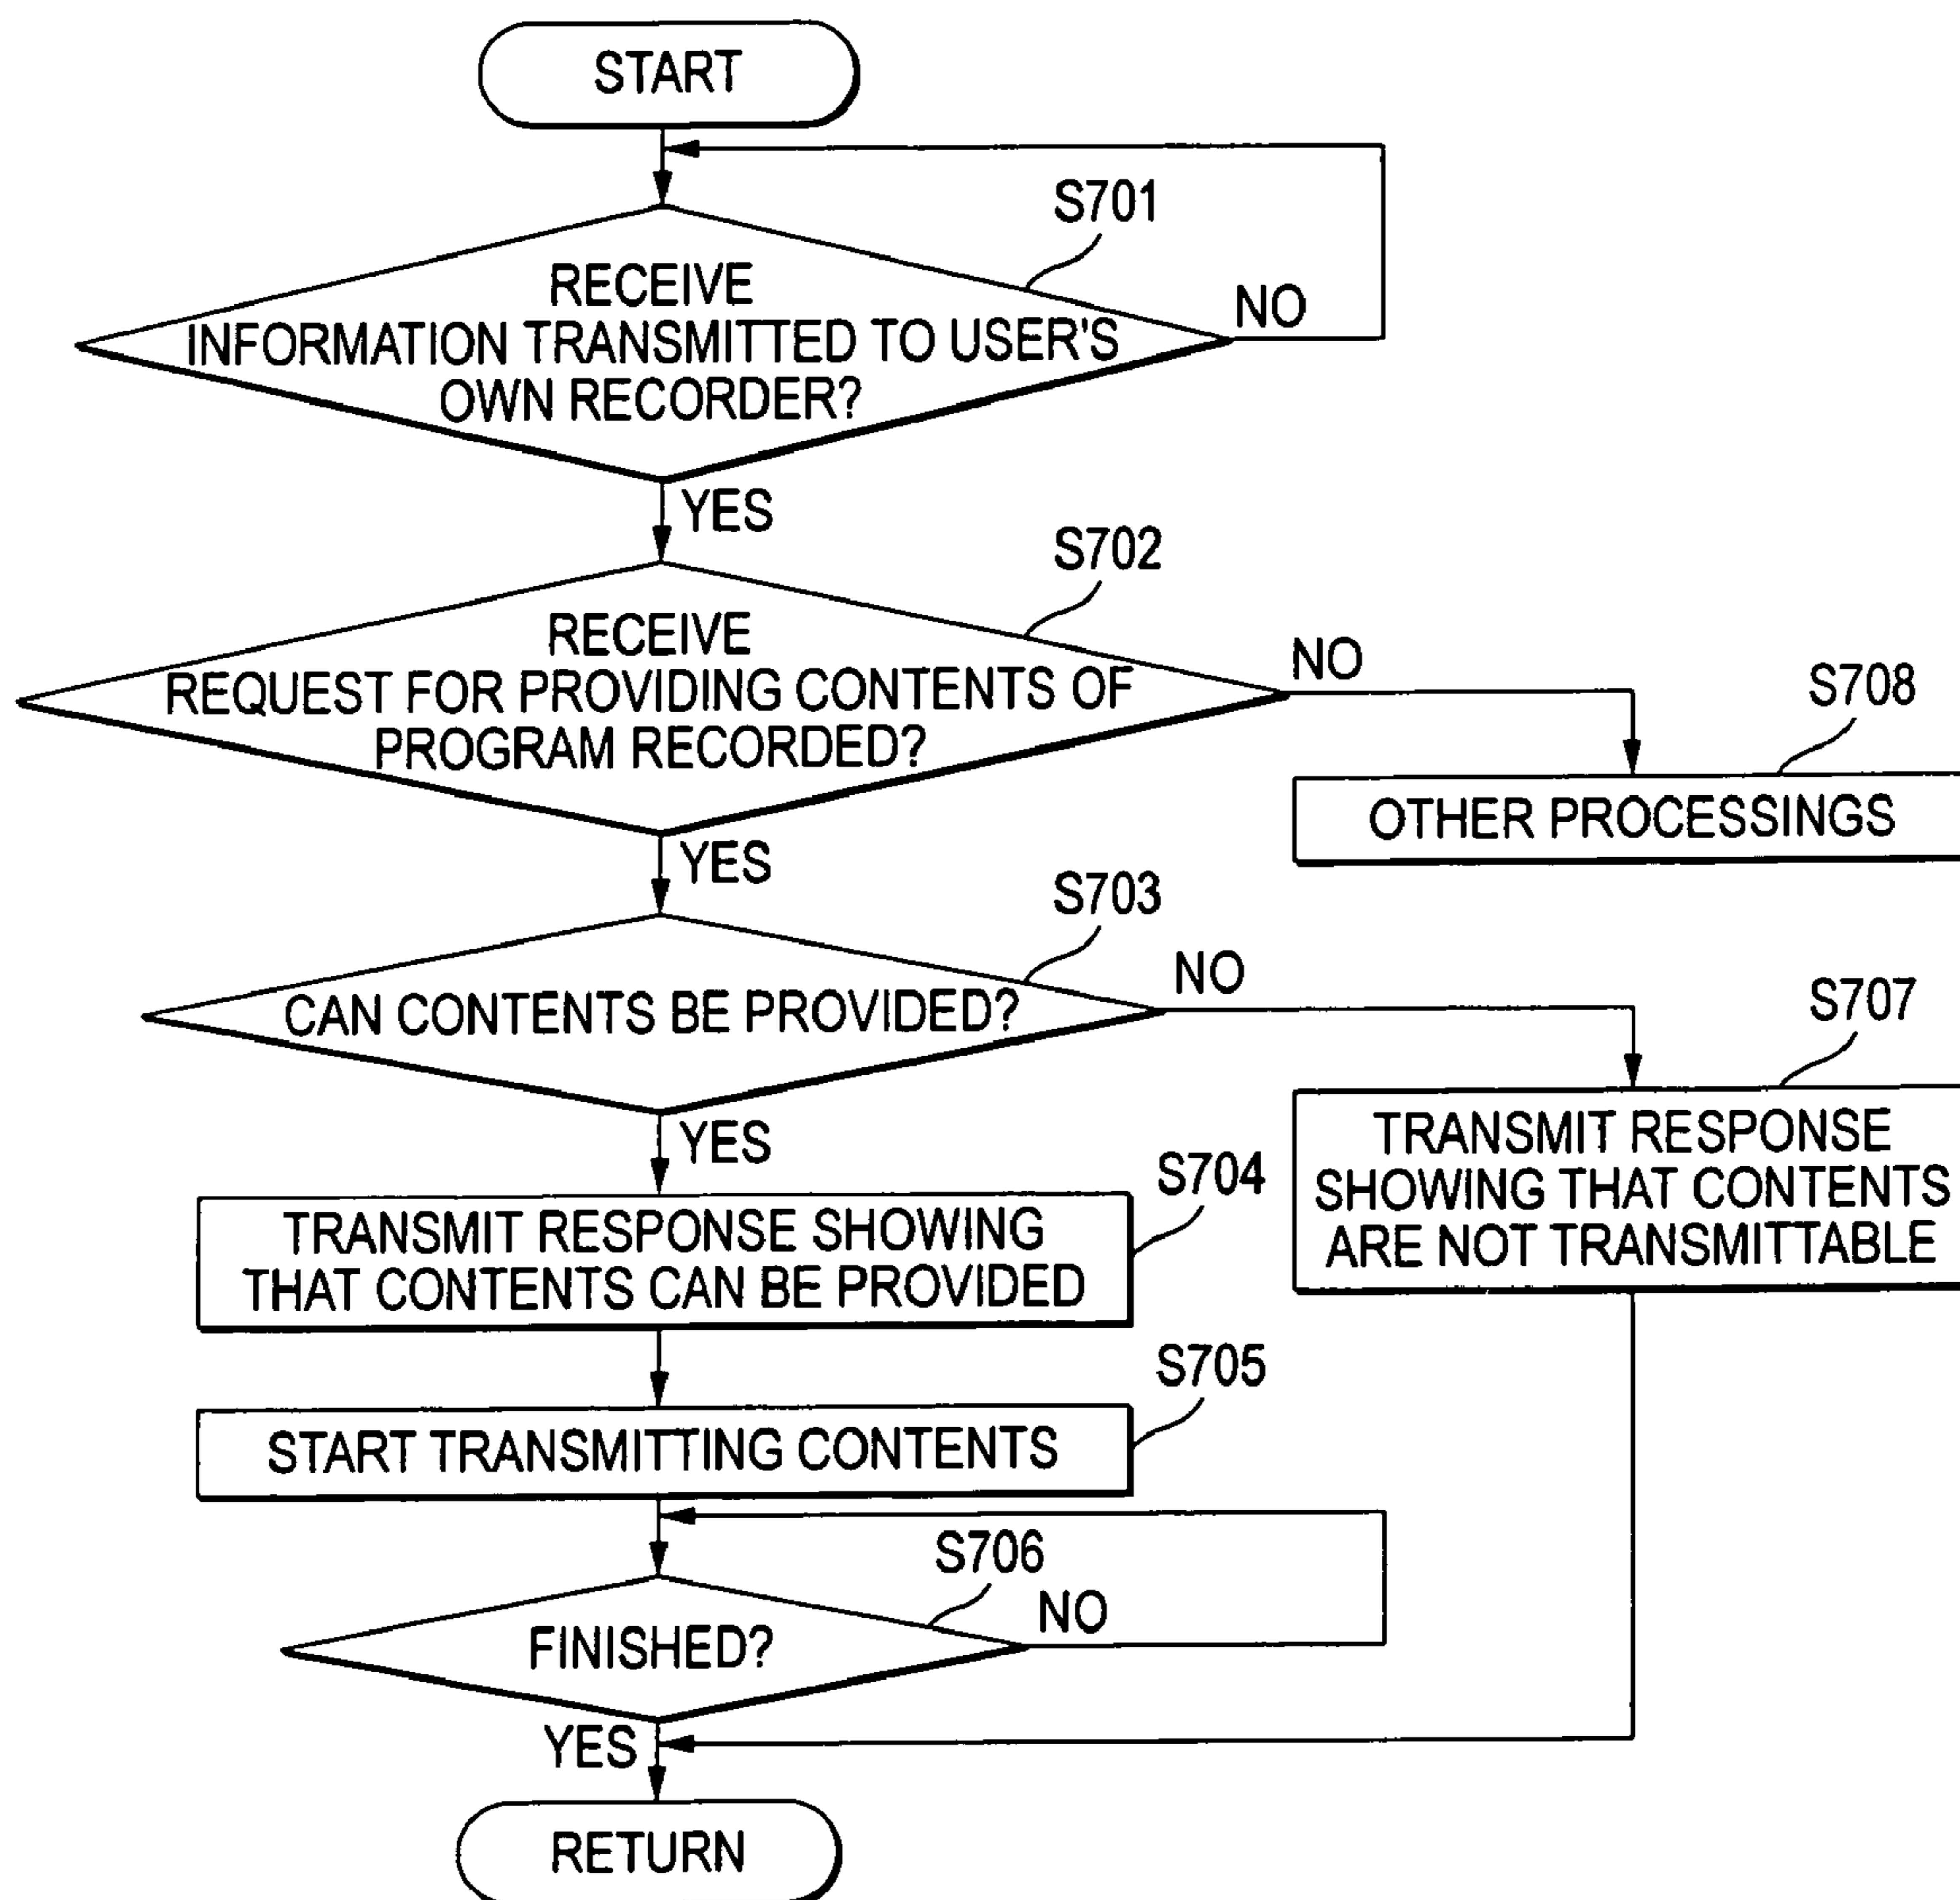 START
S701
RECEIVE
INFORMATION TRANSMITTED TO USER'S
OWN RECORDER?
NO
YES
S702
RECEIVE
REQUEST FOR PROVIDING CONTENTS OF
PROGRAM RECORDED?
NO
S708
OTHER PROCESSINGS
YES
S703
CAN CONTENTS BE PROVIDED?
NO
S707
TRANSMIT RESPONSE
SHOWING THAT CONTENTS
ARE NOT TRANSMITTABLE
YES
S704
TRANSMIT RESPONSE SHOWING
THAT CONTENTS CAN BE PROVIDED
S705
START TRANSMITTING CONTENTS
S706
FINISHED?
NO
YES
RETURN